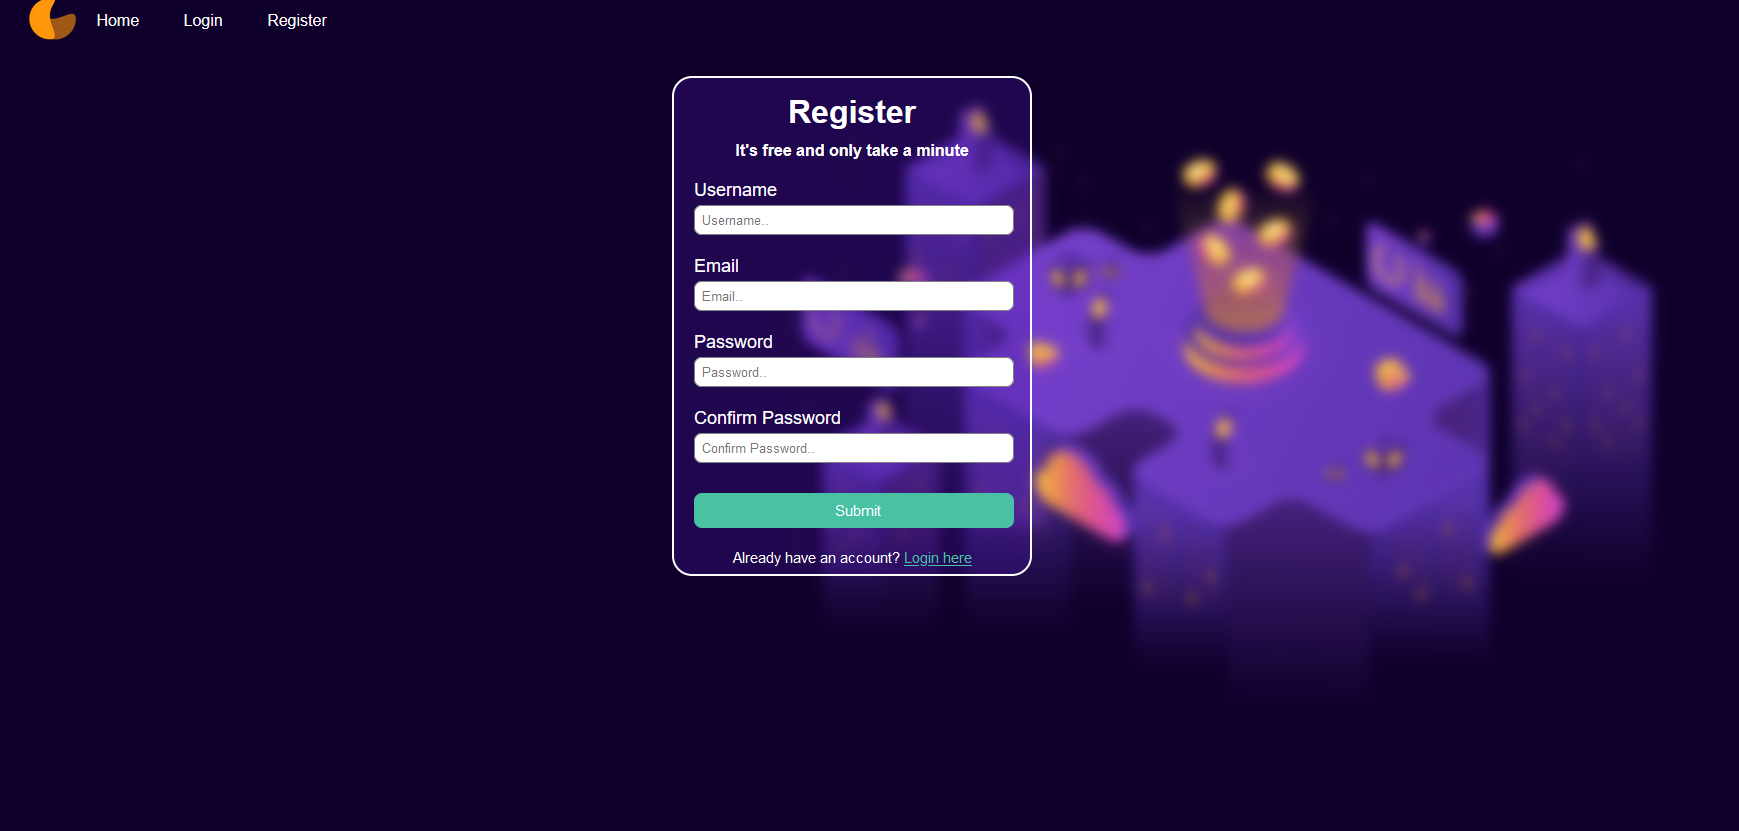 Home Login Register
Register
It's free and only take a minute
Username
Username..
Email
Email..
Password
Password..
Confirm Password
Confirm Password..
Submit
Already have an account? Login here